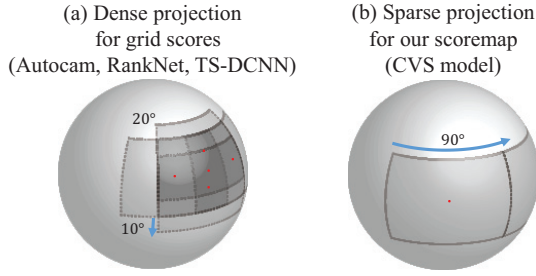 (a) Dense projection
for grid scores
(Autocam, RankNet, TS-DCNN)
20°
10°
(b) Sparse projection
for our scoremap
(CVS model)
90°